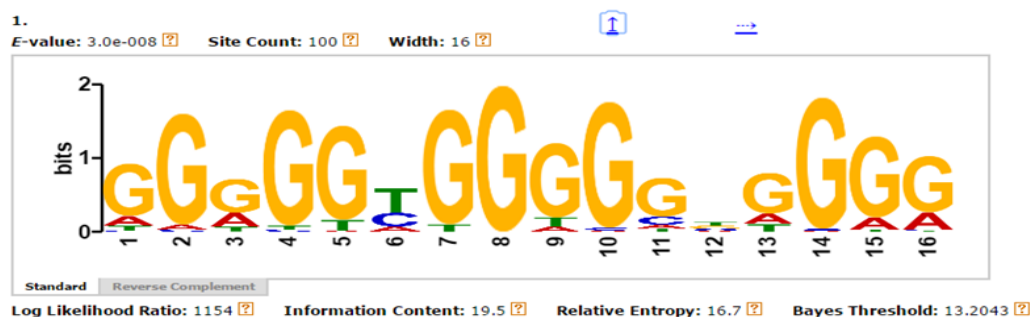 1.
E-value: 3.0e-008 ? Site Count: 100 ? Width: 16 ?
2
1
0
bits
G G G G G T G G G G G G G G G
A A A T C T T C A A A
1 2 3 4 5 6 7 8 9 10 11 12 13 14 15 16
Standard Reverse Complement
Log Likelihood Ratio: 1154 ? Information Content: 19.5 ? Relative Entropy: 16.7 ? Bayes Threshold: 13.2043 ?